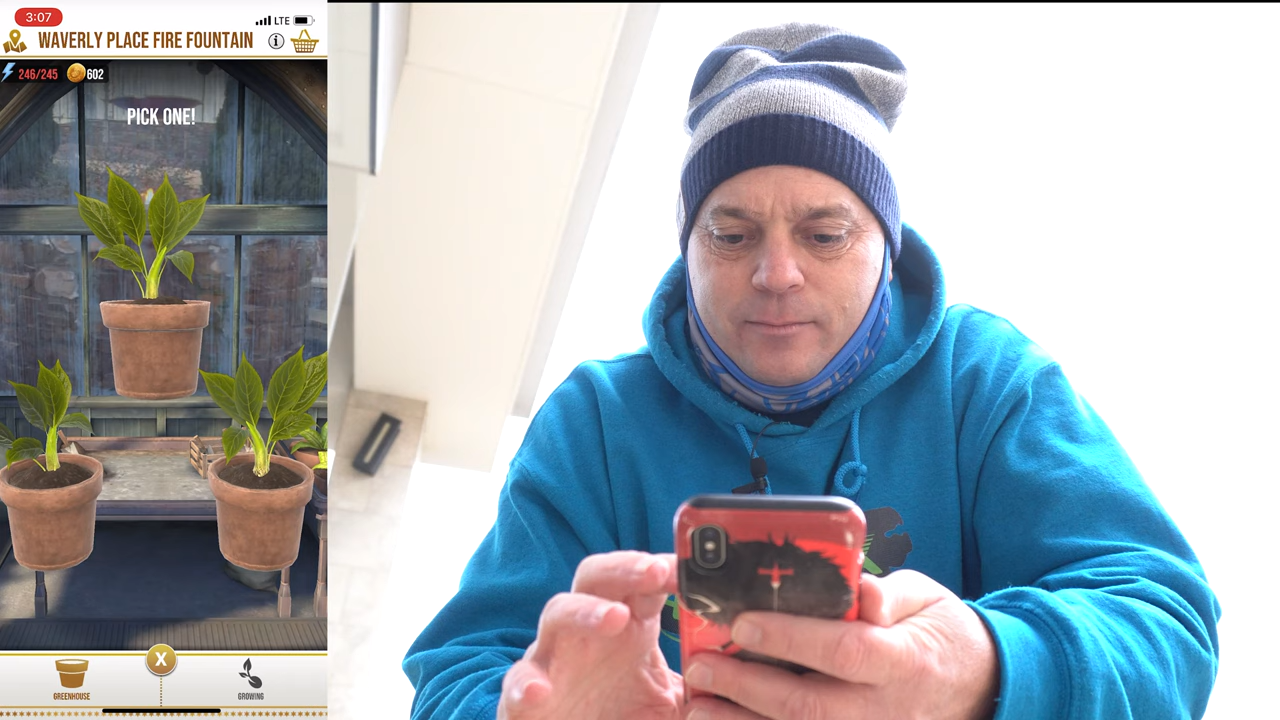 3:07
LTE
WAVERLY PLACE FIRE FOUNTAIN
246/245
602
PICK ONE!
X
GREENHOUSE
GROWING